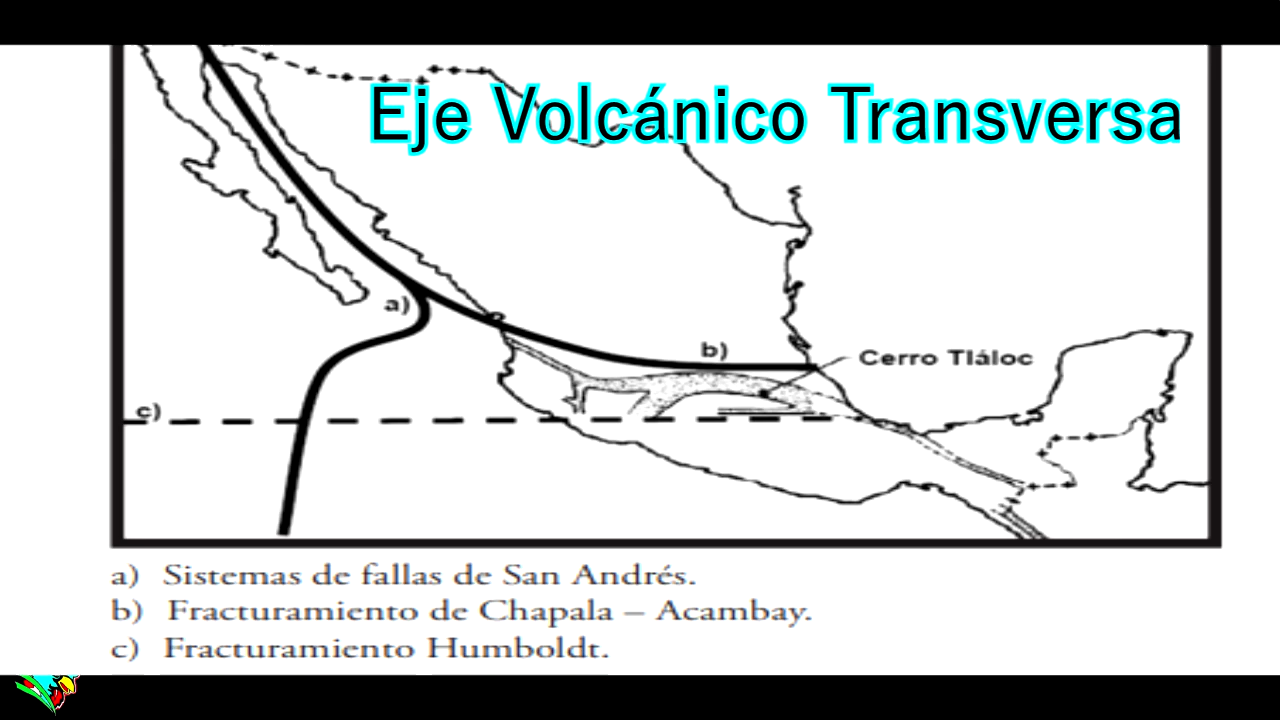 Eje Volcánico Transversa
a)
b)
Cerro Tláloc
c)
a) Sistemas de fallas de San Andrés.
b) Fracturamiento de Chapala – Acambay.
c) Fracturamiento Humboldt.